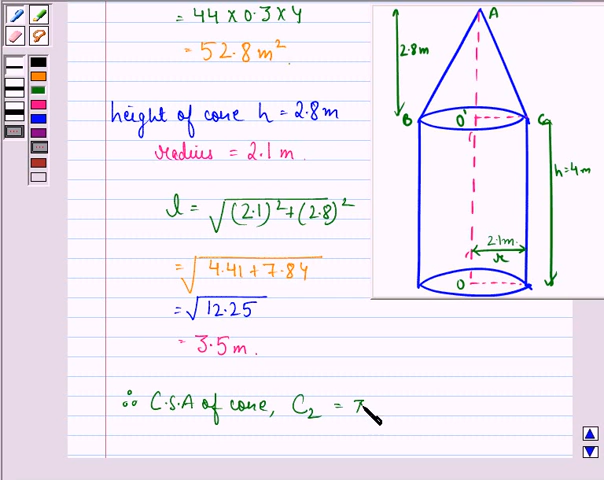 = 44 × 0.3 × 4
= 52.8 m²
height of cone h = 2.8 m
radius = 2.1 m.
l = √(2.1)² + (2.8)²
= √4.41 + 7.84
= √12.25
= 3.5 m.
∴ C.S.A of cone, C₂ = π
A
2.8m
B
O'
C
h = 4m
2.1m.
r
O